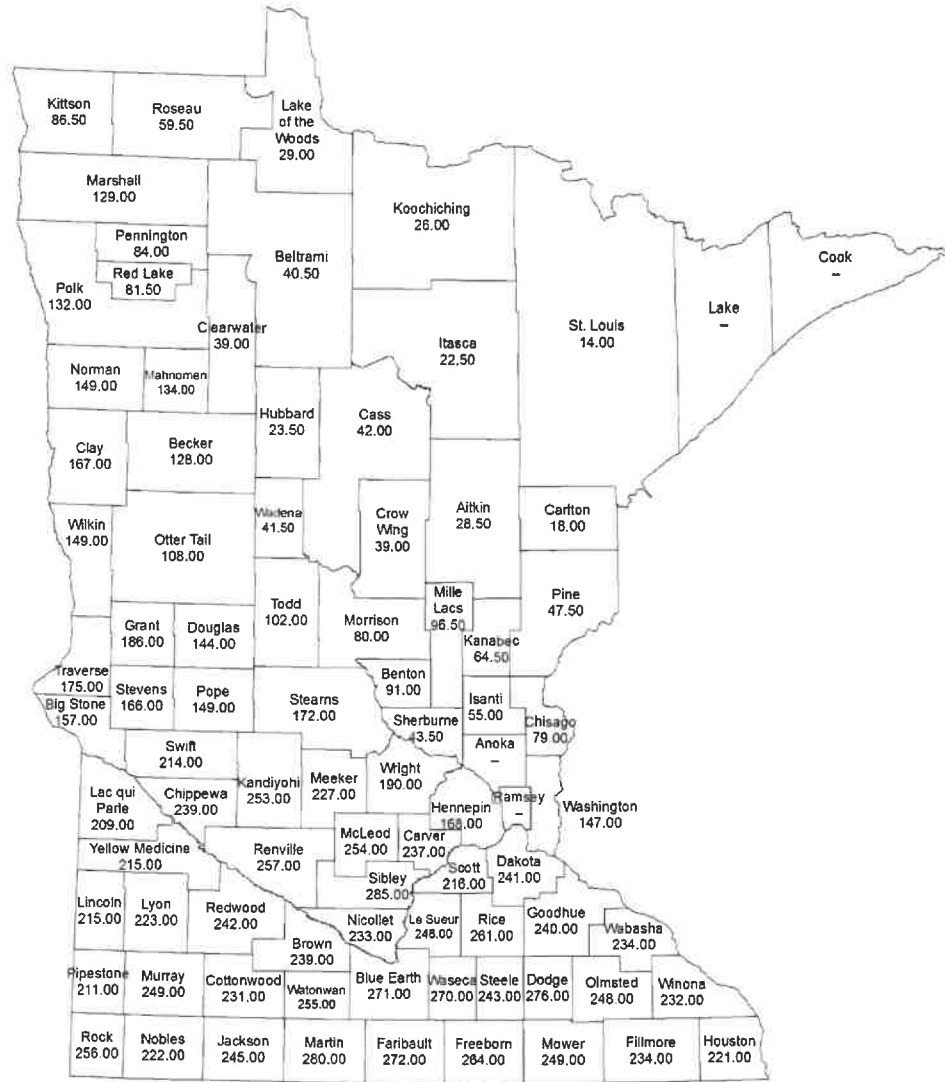 Kittson
86.50
Roseau
59.50
Lake
of the
Woods
29.00
Marshall
129.00
Koochiching
26.00
Pennington
84.00
Red Lake
81.50
Polk
132.00
Beltrami
40.50
Cook
–
Lake
–
St. Louis
14.00
Clearwater
39.00
Itasca
22.50
Norman
149.00
Mahnomen
134.00
Hubbard
23.50
Cass
42.00
Clay
167.00
Becker
128.00
Wadena
41.50
Crow
Wing
39.00
Aitkin
28.50
Carlton
18.00
Wilkin
149.00
Otter Tail
108.00
Todd
102.00
Morrison
80.00
Mille
Lacs
96.50
Kanabec
64.50
Pine
47.50
Grant
186.00
Douglas
144.00
Traverse
175.00
Big Stone
157.00
Stevens
166.00
Pope
149.00
Stearns
172.00
Benton
91.00
Sherburne
43.50
Isanti
55.00
Chisago
79.00
Anoka
–
Swift
214.00
Kandiyohi
253.00
Meeker
227.00
Wright
190.00
Lac qui
Parle
209.00
Chippewa
239.00
Hennepin
168.00
Ramsey
–
Washington
147.00
Yellow Medicine
215.00
Renville
257.00
McLeod
254.00
Carver
237.00
Sibley
285.00
Scott
216.00
Dakota
241.00
Lincoln
215.00
Lyon
223.00
Redwood
242.00
Brown
239.00
Nicollet
233.00
Le Sueur
248.00
Rice
261.00
Goodhue
240.00
Wabasha
234.00
Pipestone
211.00
Murray
249.00
Cottonwood
231.00
Watonwan
255.00
Blue Earth
271.00
Waseca
270.00
Steele
243.00
Dodge
276.00
Olmsted
248.00
Winona
232.00
Rock
256.00
Nobles
222.00
Jackson
245.00
Martin
280.00
Faribault
272.00
Freeborn
264.00
Mower
249.00
Fillmore
234.00
Houston
221.00